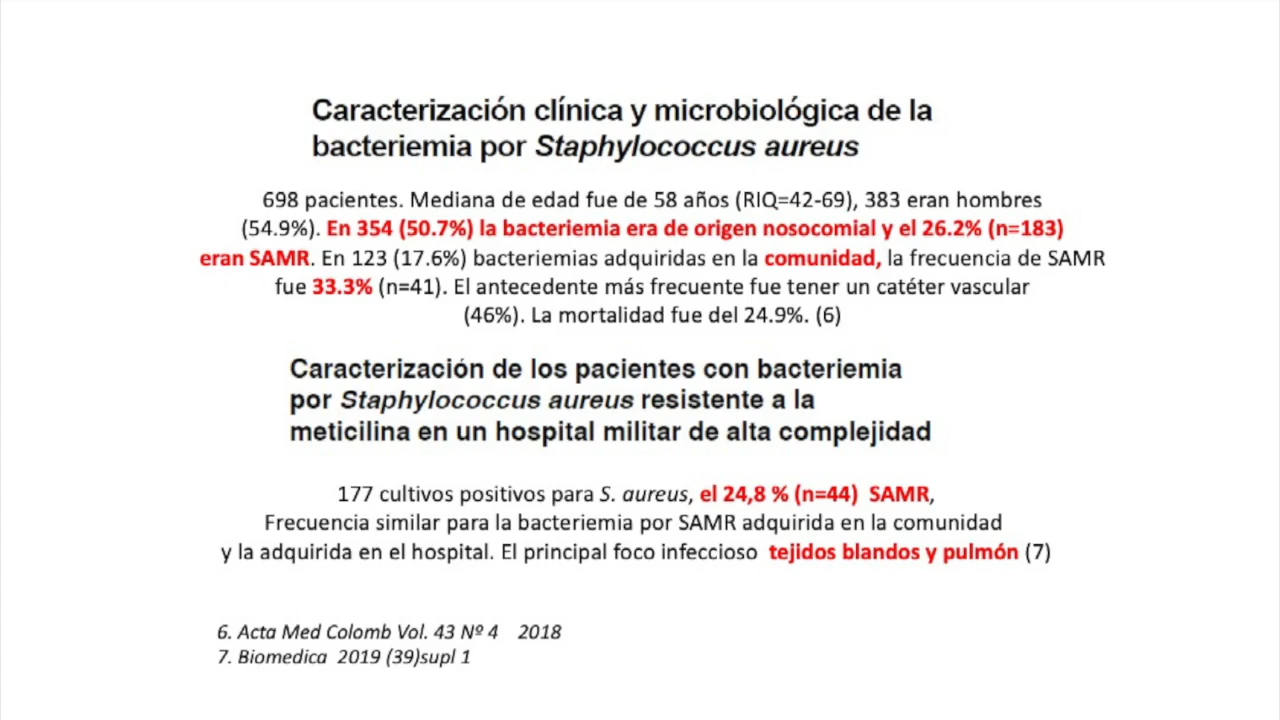 Caracterización clínica y microbiológica de la
bacteriemia por Staphylococcus aureus
698 pacientes. Mediana de edad fue de 58 años (RIQ=42-69), 383 eran hombres
(54.9%). En 354 (50.7%) la bacteriemia era de origen nosocomial y el 26.2% (n=183)
eran SAMR. En 123 (17.6%) bacteriemias adquiridas en la comunidad, la frecuencia de SAMR
fue 33.3% (n=41). El antecedente más frecuente fue tener un catéter vascular
(46%). La mortalidad fue del 24.9%. (6)
Caracterización de los pacientes con bacteriemia
por Staphylococcus aureus resistente a la
meticilina en un hospital militar de alta complejidad
177 cultivos positivos para S. aureus, el 24,8 % (n=44) SAMR,
Frecuencia similar para la bacteriemia por SAMR adquirida en la comunidad
y la adquirida en el hospital. El principal foco infeccioso tejidos blandos y pulmón (7)
6. Acta Med Colomb Vol. 43 Nº 4 2018
7. Biomedica 2019 (39)supl 1